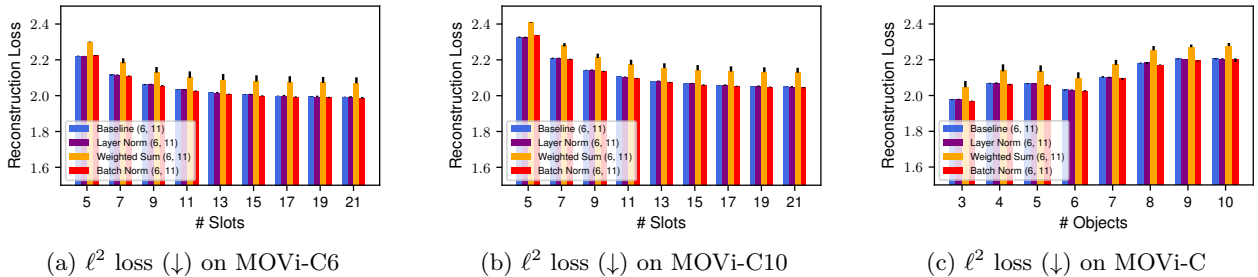 Reconstruction Loss
2.4
2.2
2.0
1.8
1.6
Baseline (6, 11)
Layer Norm (6, 11)
Weighted Sum (6, 11)
Batch Norm (6, 11)
5 7 9 11 13 15 17 19 21
# Slots
(a) ℓ² loss (↓) on MOVi-C6
Reconstruction Loss
2.4
2.2
2.0
1.8
1.6
Baseline (6, 11)
Layer Norm (6, 11)
Weighted Sum (6, 11)
Batch Norm (6, 11)
5 7 9 11 13 15 17 19 21
# Slots
(b) ℓ² loss (↓) on MOVi-C10
Reconstruction Loss
2.4
2.2
2.0
1.8
1.6
Baseline (6, 11)
Layer Norm (6, 11)
Weighted Sum (6, 11)
Batch Norm (6, 11)
3 4 5 6 7 8 9 10
# Objects
(c) ℓ² loss (↓) on MOVi-C